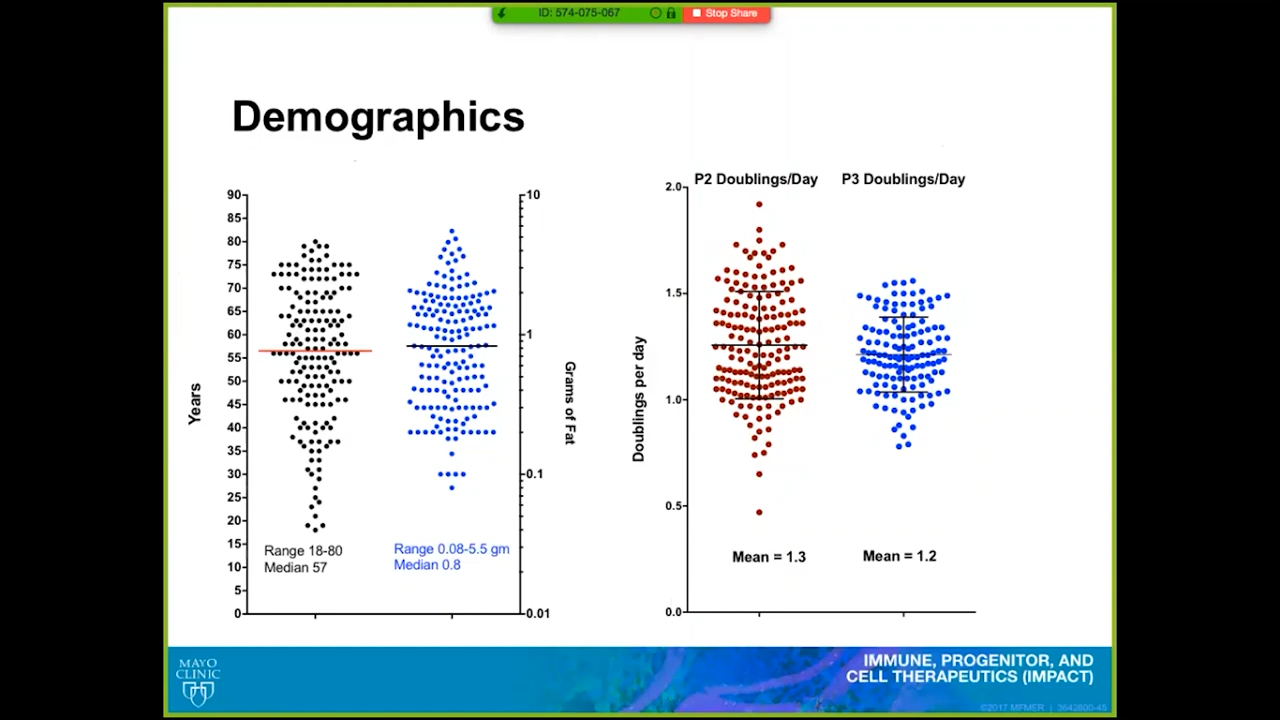 ID: 574-075-067
Stop Share
Demographics
90
85
80
75
70
65
60
55
50
45
40
35
30
25
20
15
10
5
0
Years
10
1
0.1
0.01
Grams of Fat
Range 18-80
Median 57
Range 0.08-5.5 gm
Median 0.8
P2 Doublings/Day
P3 Doublings/Day
2.0
1.5
1.0
0.5
0.0
Doublings per day
Mean = 1.3
Mean = 1.2
MAYO
CLINIC
IMMUNE, PROGENITOR, AND
CELL THERAPEUTICS (IMPACT)
©2017 MFMER | 3642800-45